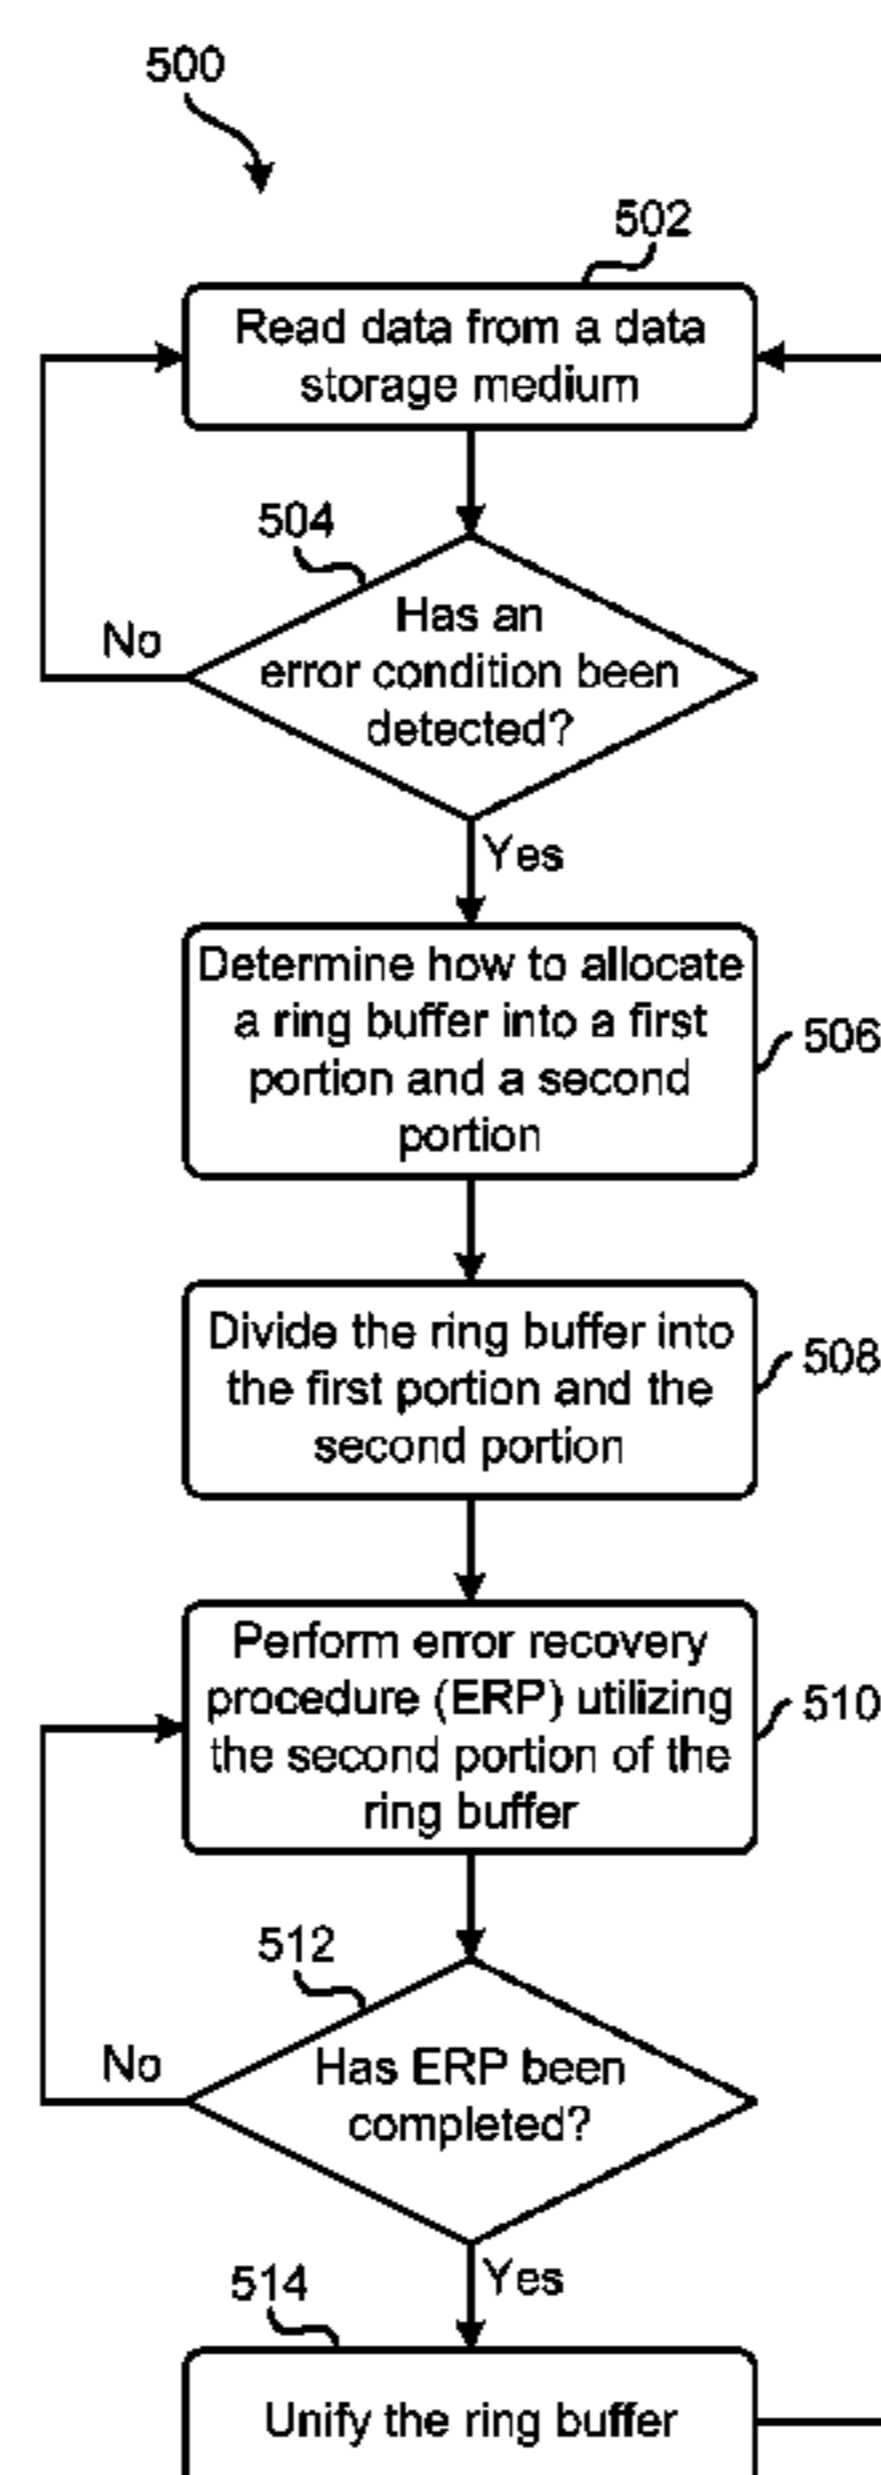 500
502
Read data from a data
storage medium
504
Has an
error condition been
detected?
No
Yes
Determine how to allocate
a ring buffer into a first
portion and a second
portion
506
Divide the ring buffer into
the first portion and the
second portion
508
Perform error recovery
procedure (ERP) utilizing
the second portion of the
ring buffer
510
512
Has ERP been
completed?
No
Yes
514
Unify the ring buffer